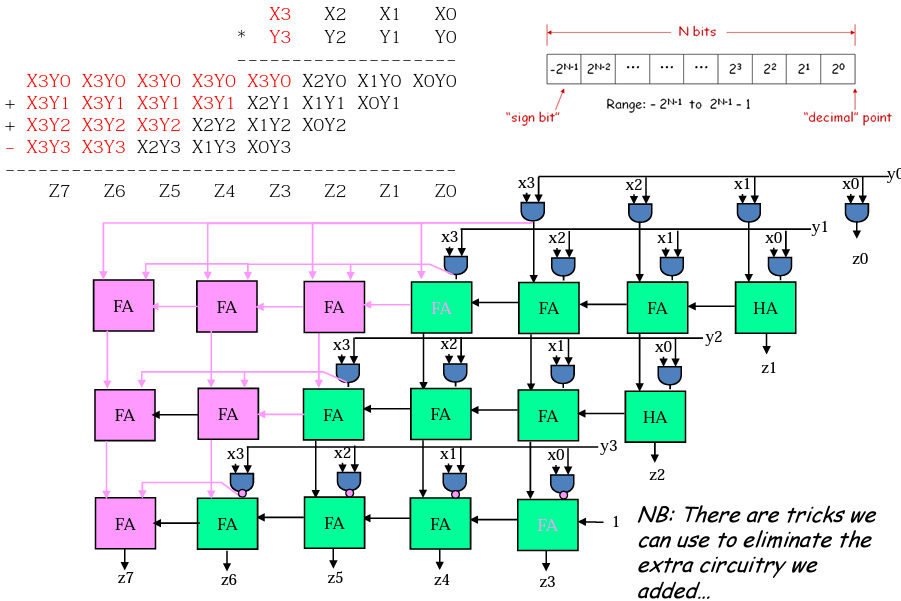 X3 X2 X1 X0
* Y3 Y2 Y1 Y0
--------------------
X3Y0 X3Y0 X3Y0 X3Y0 X3Y0 X2Y0 X1Y0 X0Y0
+ X3Y1 X3Y1 X3Y1 X3Y1 X2Y1 X1Y1 X0Y1
+ X3Y2 X3Y2 X3Y2 X2Y2 X1Y2 X0Y2
- X3Y3 X3Y3 X2Y3 X1Y3 X0Y3
-----------------------------------------
Z7 Z6 Z5 Z4 Z3 Z2 Z1 Z0
N bits
-2N-1 2N-2 ... ... ... 23 22 21 20
Range: – 2N-1 to 2N-1 – 1
"sign bit"
"decimal" point
x3 x2 x1 x0 y0
z0
x3 x2 x1 x0 y1
FA FA FA FA FA FA HA
z1
x3 x2 x1 x0 y2
FA FA FA FA FA HA
z2
x3 x2 x1 x0 y3
FA FA FA FA FA 1
z7 z6 z5 z4 z3
NB: There are tricks we
can use to eliminate the
extra circuitry we
added...